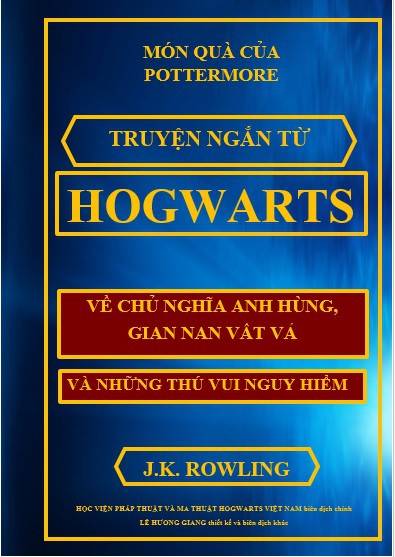 MÓN QUÀ CỦA
POTTERMORE
TRUYỆN NGẮN TỪ
HOGWARTS
VỀ CHỦ NGHĨA ANH HÙNG,
GIAN NAN VÂT VẢ
VÀ NHỮNG THÚ VUI NGUY HIỂM
J.K. ROWLING
HỌC VIỆN PHÁP THUẬT VÀ MA THUẬT HOGWARTS VIỆT NAM biên dịch chính
LÊ HƯƠNG GIANG thiết kế và biên dịch khác